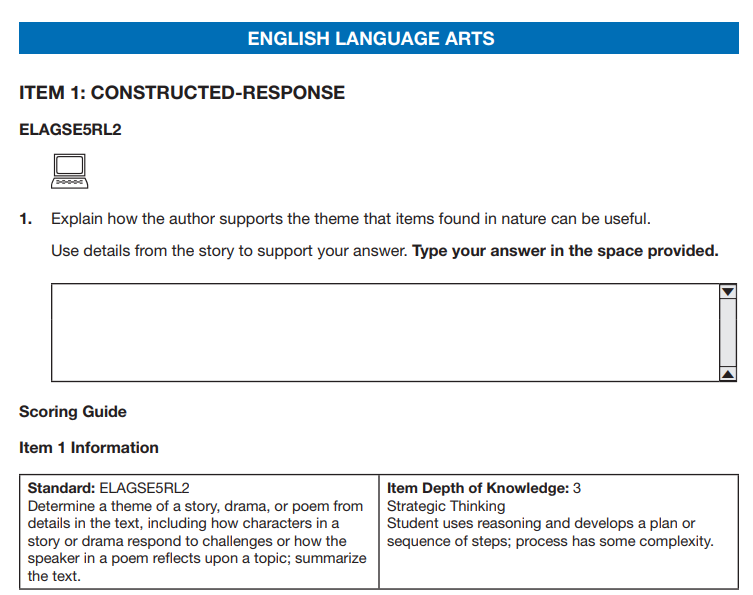 ENGLISH LANGUAGE ARTS
ITEM 1: CONSTRUCTED-RESPONSE
ELAGSE5RL2
1. Explain how the author supports the theme that items found in nature can be useful.
Use details from the story to support your answer. Type your answer in the space provided.
Scoring Guide
Item 1 Information
Standard: ELAGSE5RL2
Determine a theme of a story, drama, or poem from
details in the text, including how characters in a
story or drama respond to challenges or how the
speaker in a poem reflects upon a topic; summarize
the text.
Item Depth of Knowledge: 3
Strategic Thinking
Student uses reasoning and develops a plan or
sequence of steps; process has some complexity.